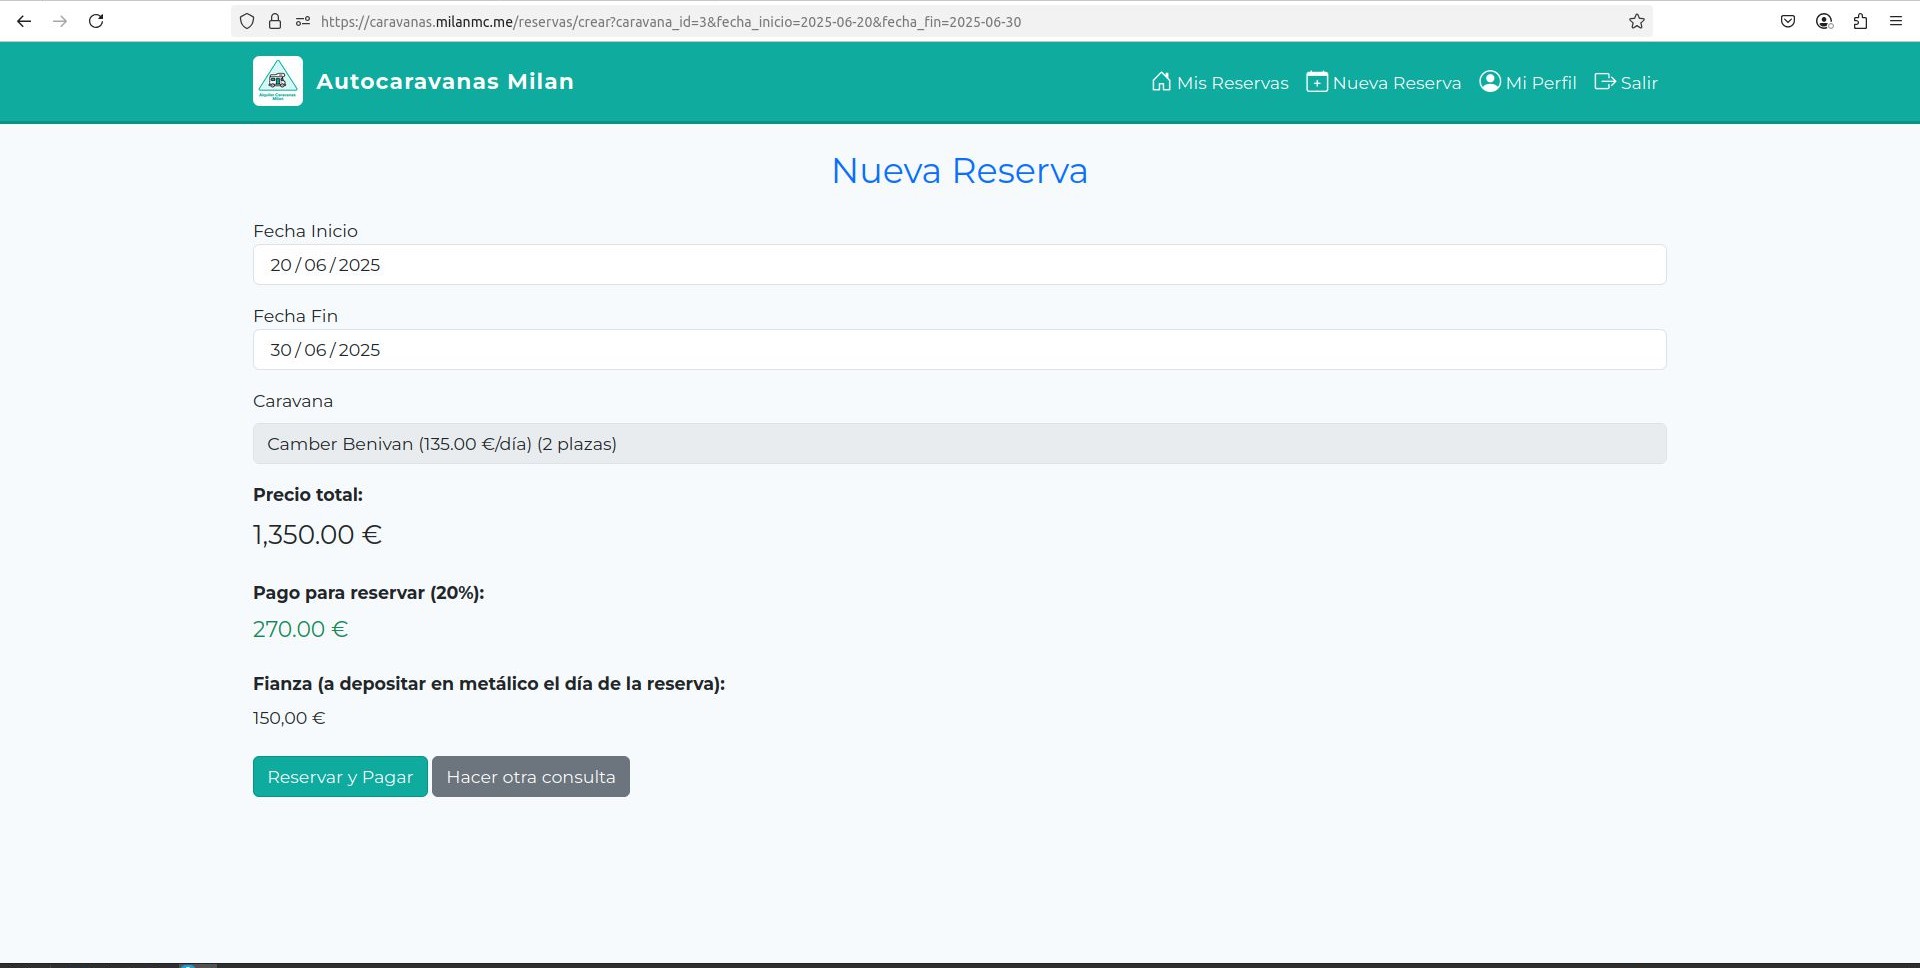 https://caravanas.milanmc.me/reservas/crear?caravana_id=3&fecha_inicio=2025-06-20&fecha_fin=2025-06-30
Alquiler Caravanas
Milan
Autocaravanas Milan
Mis Reservas
Nueva Reserva
Mi Perfil
Salir
Nueva Reserva
Fecha Inicio
20/06/2025
Fecha Fin
30/06/2025
Caravana
Camber Benivan (135.00 €/día) (2 plazas)
Precio total:
1,350.00 €
Pago para reservar (20%):
270.00 €
Fianza (a depositar en metálico el día de la reserva):
150,00 €
Reservar y Pagar
Hacer otra consulta